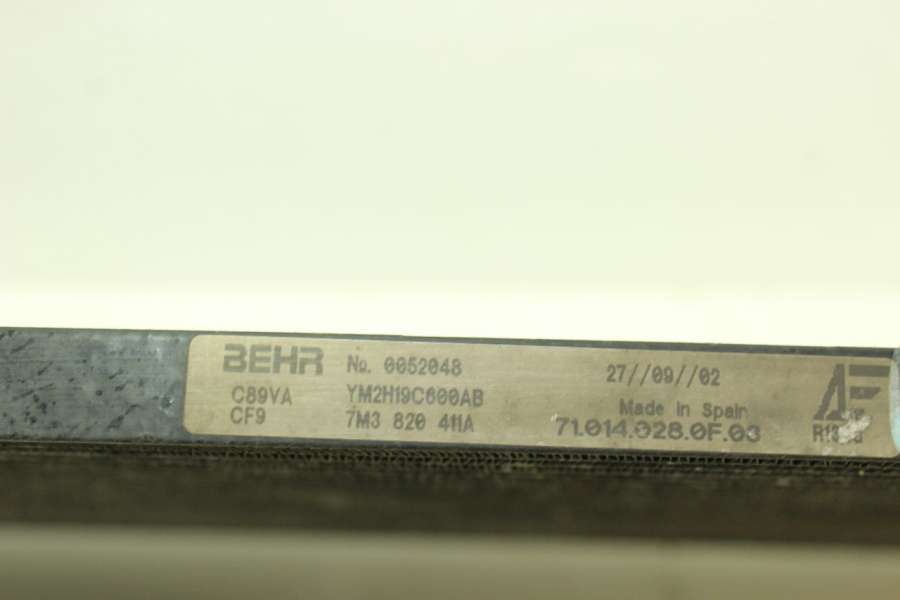 BEHR No. 0052048 27//09//02
C89VA YM2H19C600AB Made in Spain
CF9 7M3 820 411A 71.014.028.0F.03